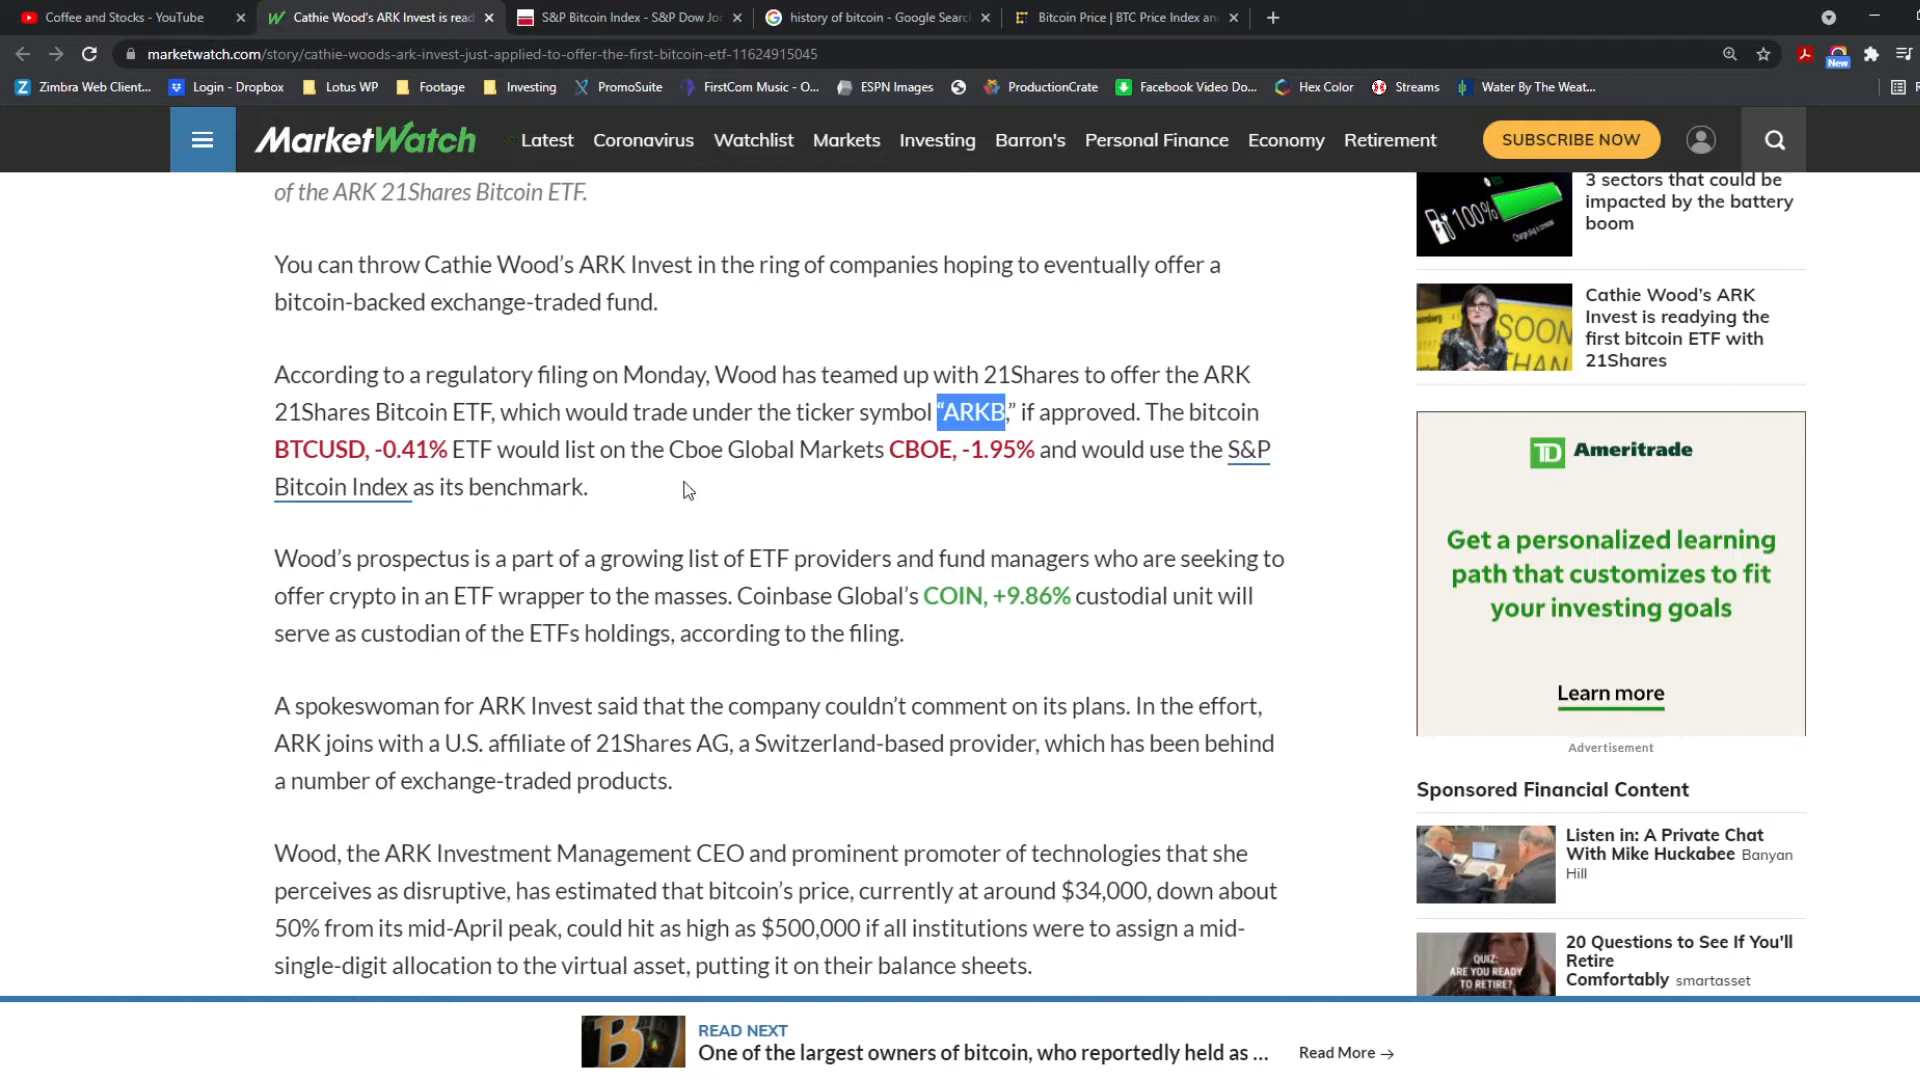 Coffee and Stocks - YouTube
Cathie Wood's ARK Invest is read
S&P Bitcoin Index - S&P Dow Jo
history of bitcoin - Google Searc
Bitcoin Price | BTC Price Index an
marketwatch.com/story/cathie-woods-ark-invest-just-applied-to-offer-the-first-bitcoin-etf-11624915045
New
Zimbra Web Client...
Login - Dropbox
Lotus WP
Footage
Investing
PromoSuite
FirstCom Music - O...
ESPN Images
ProductionCrate
Facebook Video Do...
Hex Color
Streams
Water By The Weat...
MarketWatch
Latest
Coronavirus
Watchlist
Markets
Investing
Barron's
Personal Finance
Economy
Retirement
SUBSCRIBE NOW
of the ARK 21Shares Bitcoin ETF.
You can throw Cathie Wood's ARK Invest in the ring of companies hoping to eventually offer a
bitcoin-backed exchange-traded fund.
According to a regulatory filing on Monday, Wood has teamed up with 21Shares to offer the ARK
21Shares Bitcoin ETF, which would trade under the ticker symbol “ARKB,” if approved. The bitcoin
BTCUSD, -0.41% ETF would list on the Cboe Global Markets CBOE, -1.95% and would use the S&P
Bitcoin Index as its benchmark.
Wood's prospectus is a part of a growing list of ETF providers and fund managers who are seeking to
offer crypto in an ETF wrapper to the masses. Coinbase Global's COIN, +9.86% custodial unit will
serve as custodian of the ETFs holdings, according to the filing.
A spokeswoman for ARK Invest said that the company couldn't comment on its plans. In the effort,
ARK joins with a U.S. affiliate of 21Shares AG, a Switzerland-based provider, which has been behind
a number of exchange-traded products.
Wood, the ARK Investment Management CEO and prominent promoter of technologies that she
perceives as disruptive, has estimated that bitcoin's price, currently at around $34,000, down about
50% from its mid-April peak, could hit as high as $500,000 if all institutions were to assign a mid-
single-digit allocation to the virtual asset, putting it on their balance sheets.
100%
3 sectors that could be
impacted by the battery
boom
SOON
THAN
Cathie Wood's ARK
Invest is readying the
first bitcoin ETF with
21Shares
TD Ameritrade
Get a personalized learning
path that customizes to fit
your investing goals
Learn more
Advertisement
Sponsored Financial Content
Listen in: A Private Chat
With Mike Huckabee Banyan
Hill
QUIZ:
ARE YOU READY
TO RETIRE?
20 Questions to See If You'll
Retire
Comfortably smartasset
READ NEXT
One of the largest owners of bitcoin, who reportedly held as ...
Read More →